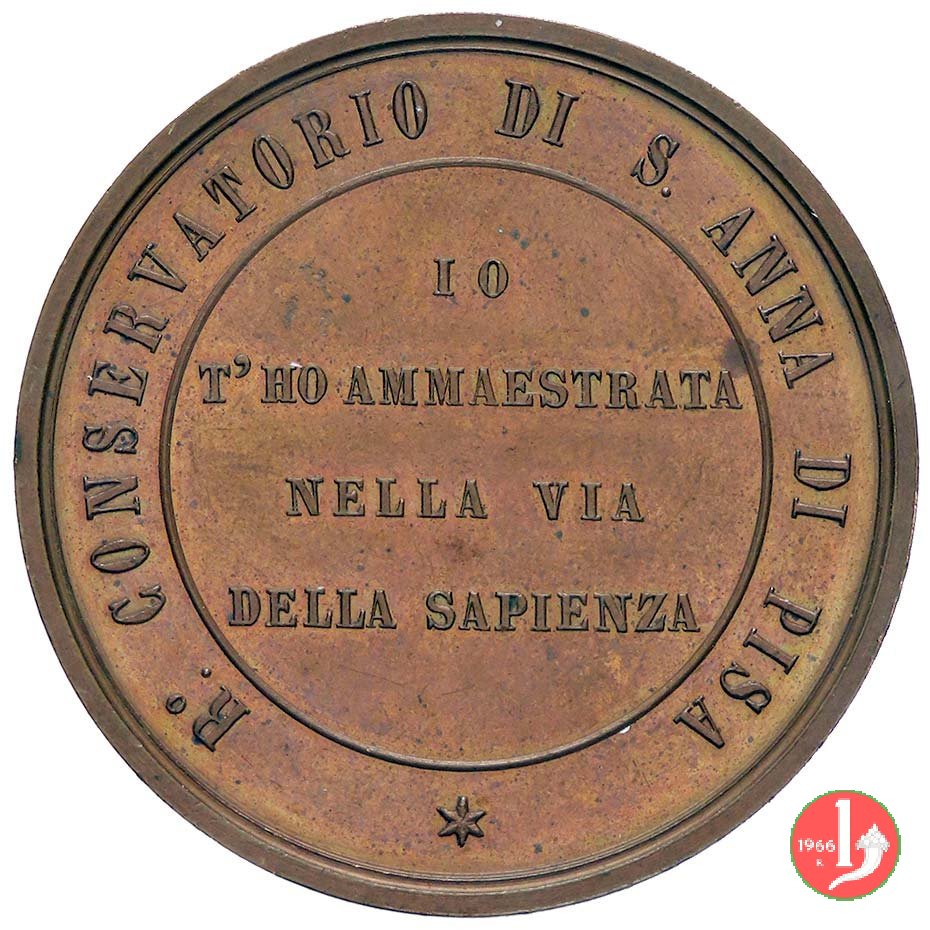 R.º CONSERVATORIO DI S. ANNA DI PISA
IO
T'HO AMMAESTRATA
NELLA VIA
DELLA SAPIENZA
1966